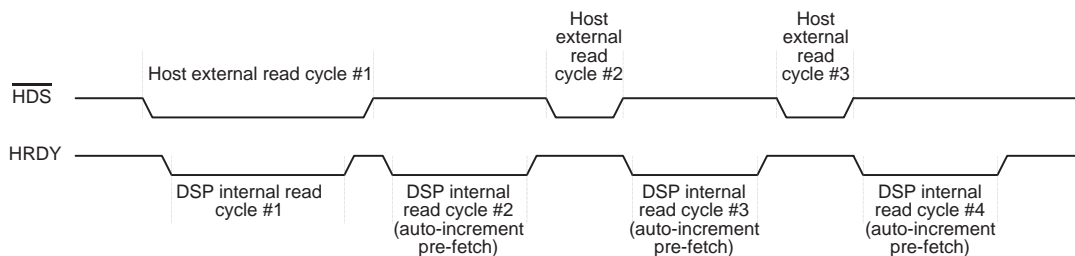 Host
external
read
cycle #2
Host
external
read
cycle #3
Host external read cycle #1
HDS
HRDY
DSP internal read
cycle #1
DSP internal
read cycle #2
(auto-increment
pre-fetch)
DSP internal
read cycle #3
(auto-increment
pre-fetch)
DSP internal
read cycle #4
(auto-increment
pre-fetch)